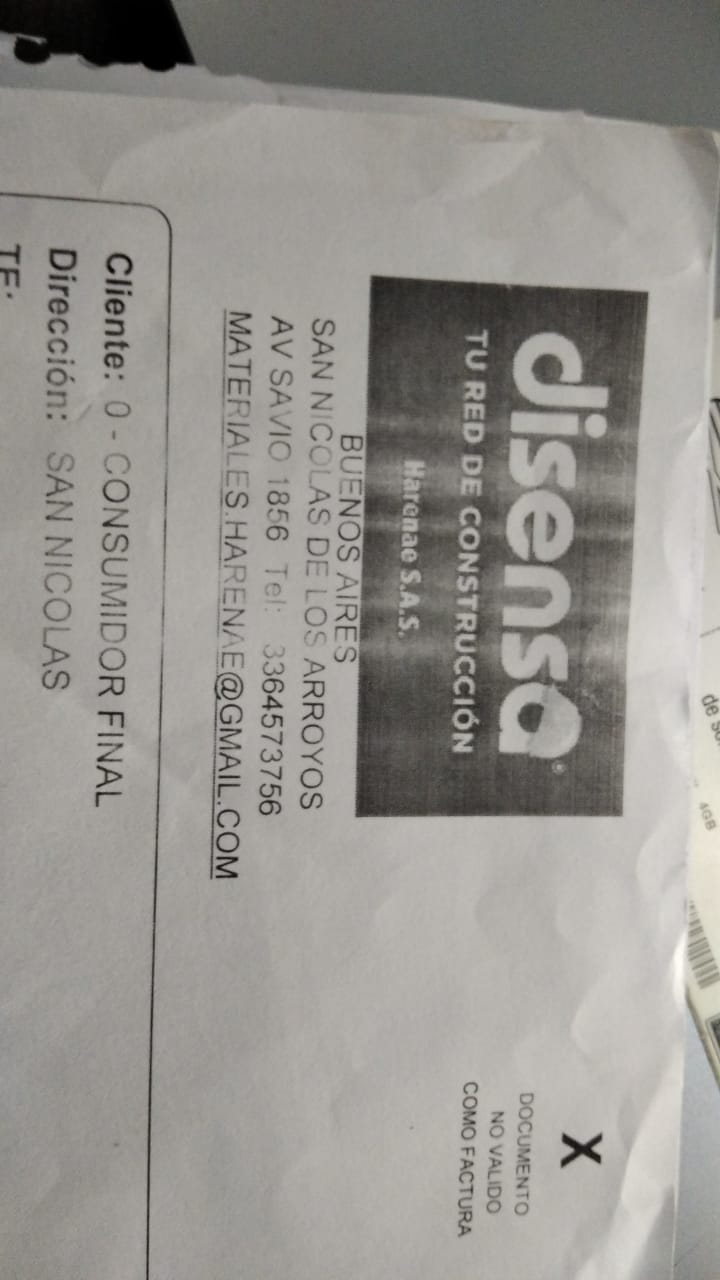 disensa
TU RED DE CONSTRUCCIÓN
Harenae S.A.S.
BUENOS AIRES
SAN NICOLAS DE LOS ARROYOS
AV SAVIO 1856 Tel: 3364573756
MATERIALES.HARENAE@GMAIL.COM
X
DOCUMENTO
NO VALIDO
COMO FACTURA
Cliente: 0 - CONSUMIDOR FINAL
Dirección: SAN NICOLAS
TE:
4GB